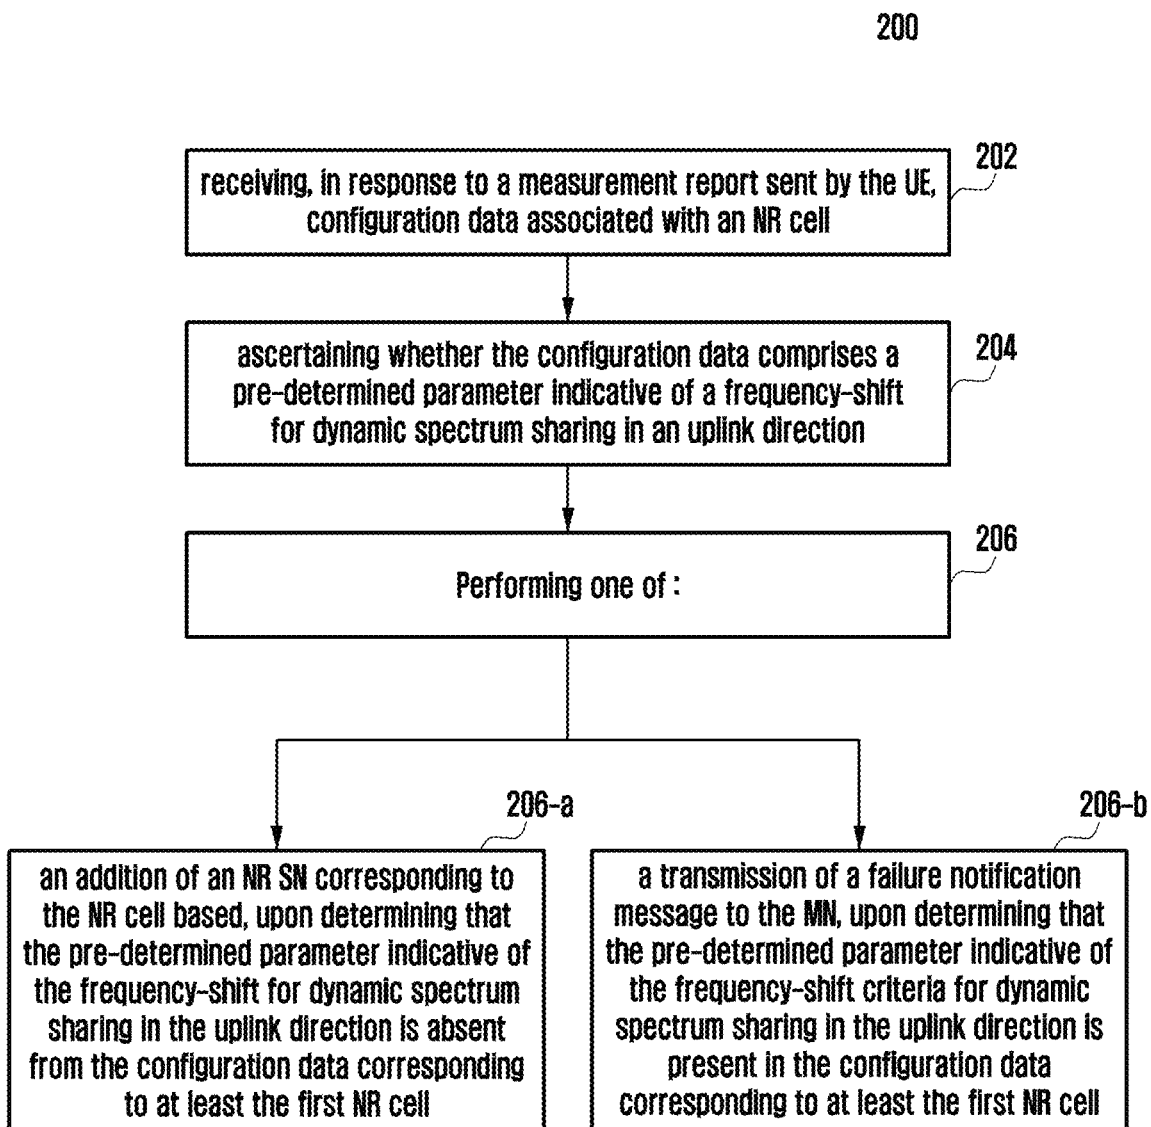 200
202
receiving, in response to a measurement report sent by the UE,
configuration data associated with an NR cell
204
ascertaining whether the configuration data comprises a
pre-determined parameter indicative of a frequency-shift
for dynamic spectrum sharing in an uplink direction
206
Performing one of :
206-a
an addition of an NR SN corresponding to
the NR cell based, upon determining that
the pre-determined parameter indicative of
the frequency-shift for dynamic spectrum
sharing in the uplink direction is absent
from the configuration data corresponding
to at least the first NR cell
206-b
a transmission of a failure notification
message to the MN, upon determining that
the pre-determined parameter indicative of
the frequency-shift criteria for dynamic
spectrum sharing in the uplink direction is
present in the configuration data
corresponding to at least the first NR cell